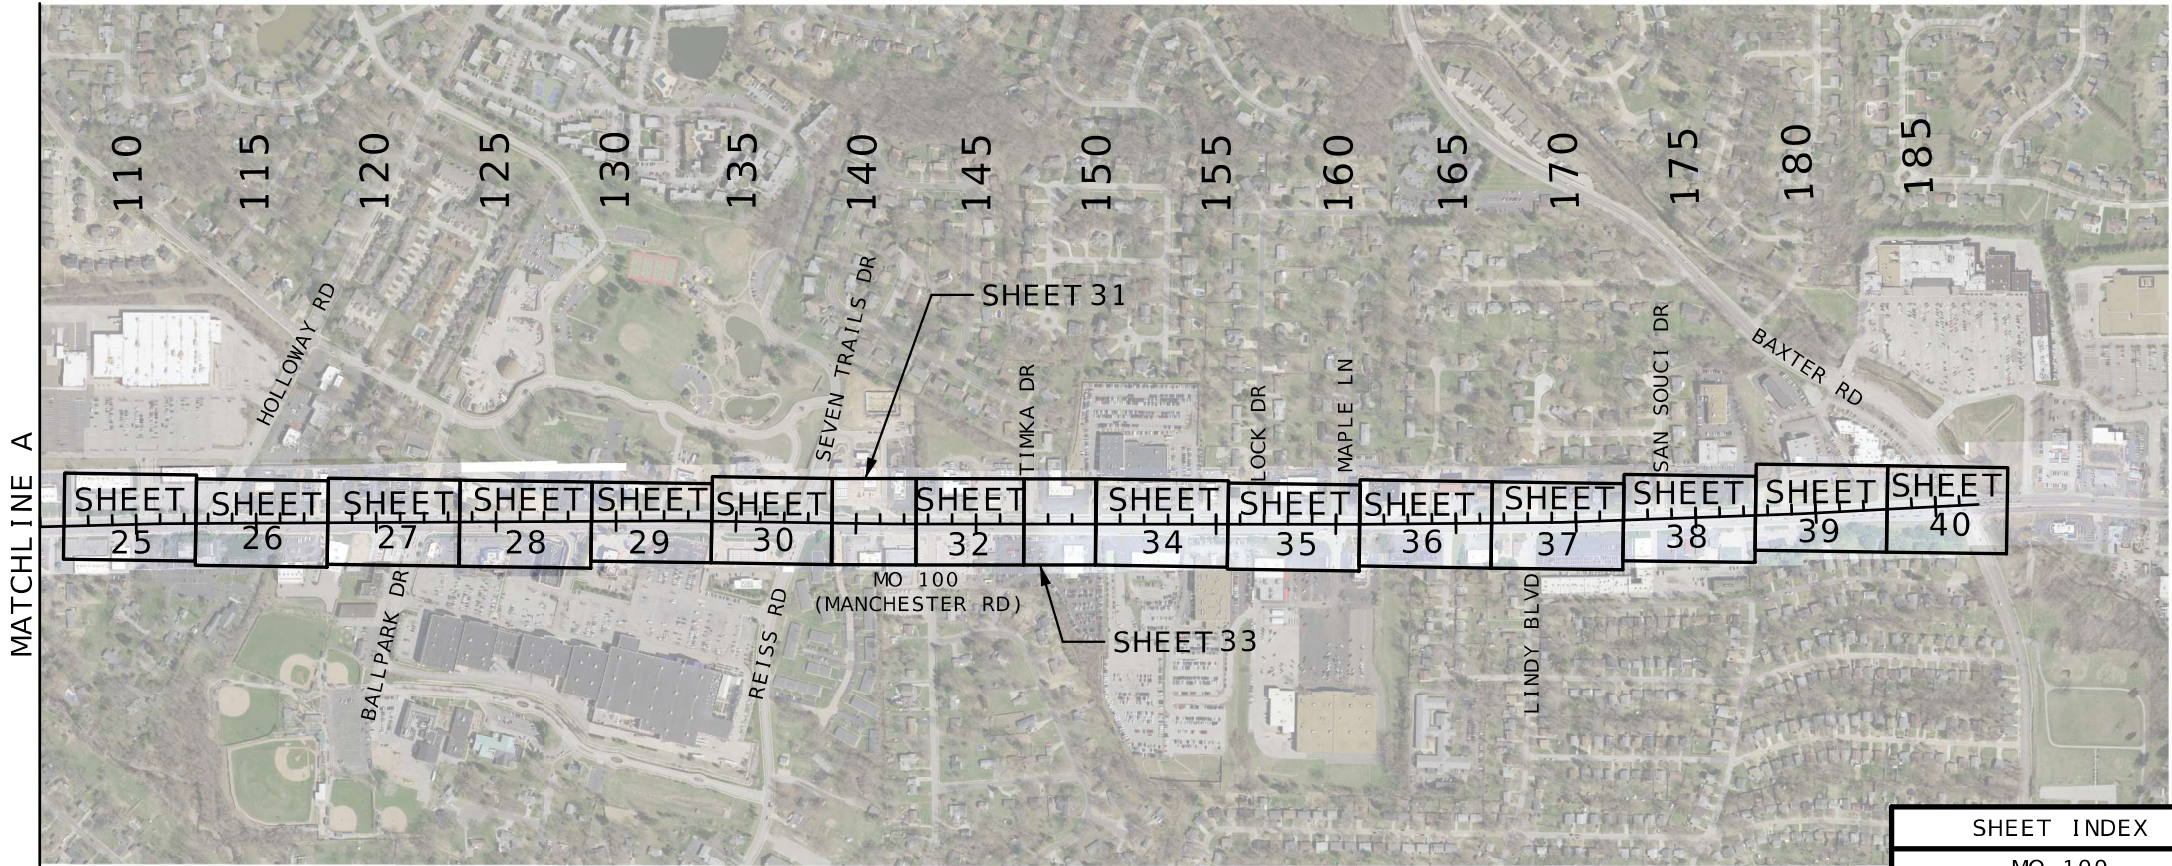 110
115
120
125
130
135
140
145
150
155
160
165
170
175
180
185
HOLLOWAY RD
SEVEN TRAILS DR
SHEET 31
TIMKA DR
LOCK DR
MAPLE LN
SAN SOUCI DR
BAXTER RD
MATCHLINE A
SHEET
25
SHEET
26
SHEET
27
SHEET
28
SHEET
29
SHEET
30
SHEET
32
SHEET
34
SHEET
35
SHEET
36
SHEET
37
SHEET
38
SHEET
39
SHEET
40
MO 100
(MANCHESTER RD)
BALLPARK DR
REISS RD
SHEET 33
LINDY BLVD
SHEET INDEX
MO 100